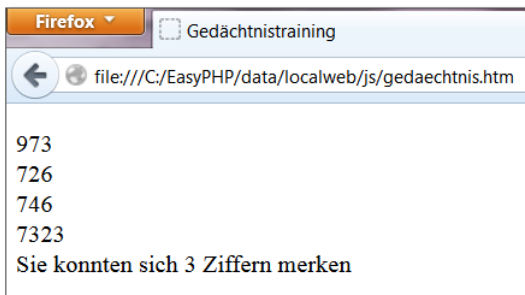 Firefox
Gedächtnistraining
file:///C:/EasyPHP/data/localweb/js/gedaechtnis.htm
973
726
746
7323
Sie konnten sich 3 Ziffern merken